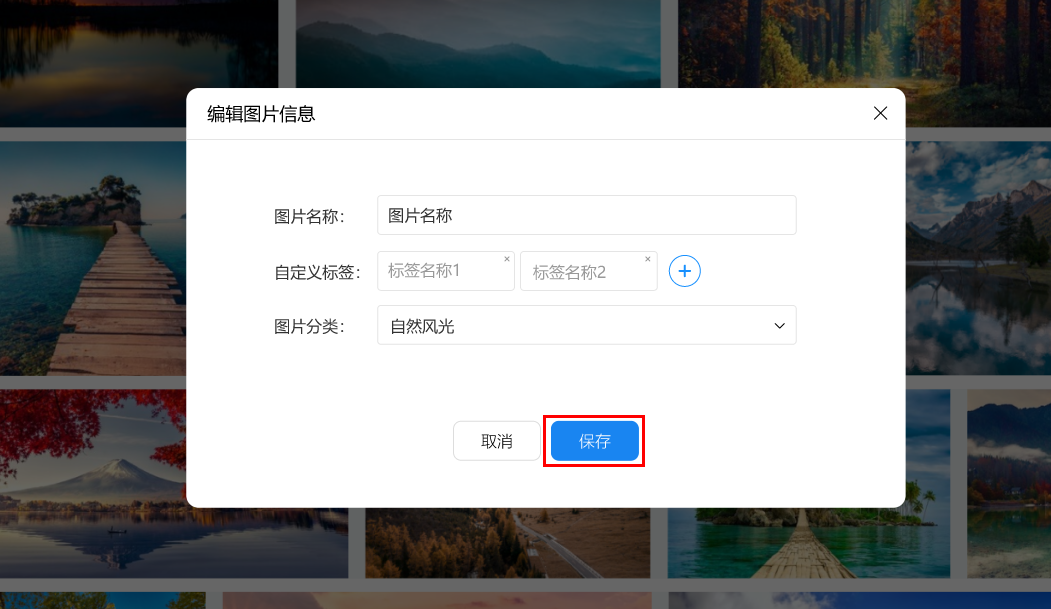 编辑图片信息
图片名称： 图片名称
自定义标签： 标签名称1 × 标签名称2 × +
图片分类： 自然风光
取消 保存